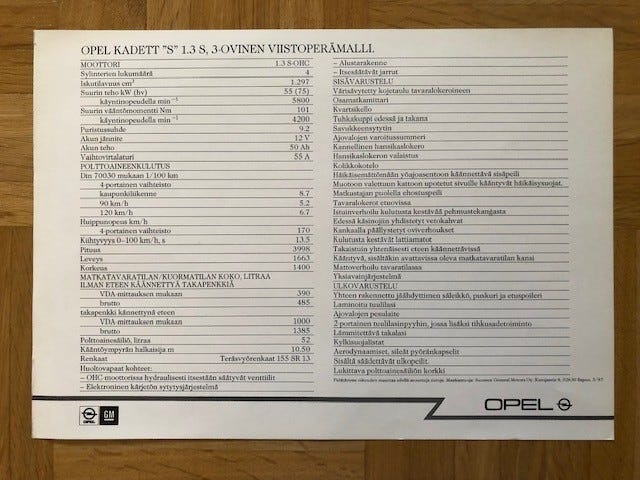 OPEL KADETT "S" 1.3 S, 3-OVINEN VIISTOPERÄMALLI.
MOOTTORI 1.3 S-OHC
Sylinterien lukumäärä 4
Iskutilavuus cm³ 1.297
Suurin teho kW (hv) 55 (75)
käyntinopeudella min⁻¹ 5800
Suurin vääntömomentti Nm 101
käyntinopeudella min⁻¹ 4200
Puristussuhde 9.2
Akun jännite 12 V
Akun teho 50 Ah
Vaihtovirtalaturi 55 A
POLTTOAINEENKULUTUS
Din 70030 mukaan 1/100 km
4-portainen vaihteisto
kaupunkiliikenne 8.7
90 km/h 5.2
120 km/h 6.7
Huippunopeus km/h
4-portainen vaihteisto 170
Kiihtyvyys 0–100 km/h, s 13.5
Pituus 3998
Leveys 1663
Korkeus 1400
MATKATAVARATILAN/KUORMATILAN KOKO, LITRAA
ILMAN ETEEN KÄÄNNETTYÄ TAKAPENKKIÄ
VDA-mittauksen mukaan 390
brutto 485
takapenkki käännettynä eteen
VDA-mittauksen mukaan 1000
brutto 1385
Polttoainesäiliö, litraa 52
Kääntöympyrän halkaisija m 10.50
Renkaat Teräsvyörenkaat 155 SR 13
Huoltovapaat kohteet:
– OHC-moottorissa hydraulisesti itsestään säätyvät venttiilit
– Elektroninen kärjetön sytytysjärjestelmä
– Alustarakenne
– Itsesäätävät jarrut
SISÄVARUSTELU
Värisävytetty kojetaulu tavaralokeroineen
Osamatkamittari
Kvartsikello
Tuhkakuppi edessä ja takana
Savukkeensytytin
Ajovalojen varoitussummeri
Kannellinen hansikaslokero
Hansikaslokeron valaistus
Kolikkokotelo
Häikäisemättömään yöajoasentoon käännettävä sisäpeili
Muotoon valettuun kattoon upotetut sivuille kääntyvät häikäisysuojat.
Matkustajan puolella ehostuspeili
Tavaralokerot etuovissa
Istuinverhoilu kulutusta kestävää pehmustekangasta
Edessä käsinojiin yhdistetyt vetokahvat
Kankaalla päällystetyt oviverhoukset
Kulutusta kestävät lattiamatot
Takaistuin yhtenäisesti eteen käännettävissä
Kääntyvä, sisältäkin avattavissa oleva matkatavaratilan kansi
Mattoverhoilu tavaratilassa
Yksiavainjärjestelmä
ULKOVARUSTELU
Yhteen rakennettu jäähdyttimen säleikkö, puskuri ja etuspoileri
Laminoitu tuulilasi
Ajovalojen pesulaite
2 portainen tuulilasinpyyhin, jossa lisäksi tihkusadetoiminto
Lämmitettävä takalasi
Kylkisuojalistat
Aerodynaamiset, sileät pyöränkapselit
Sisältä säädettävät ulkopeilit.
Lukittava polttoainesäiliön korkki
OPEL
GM
OPEL